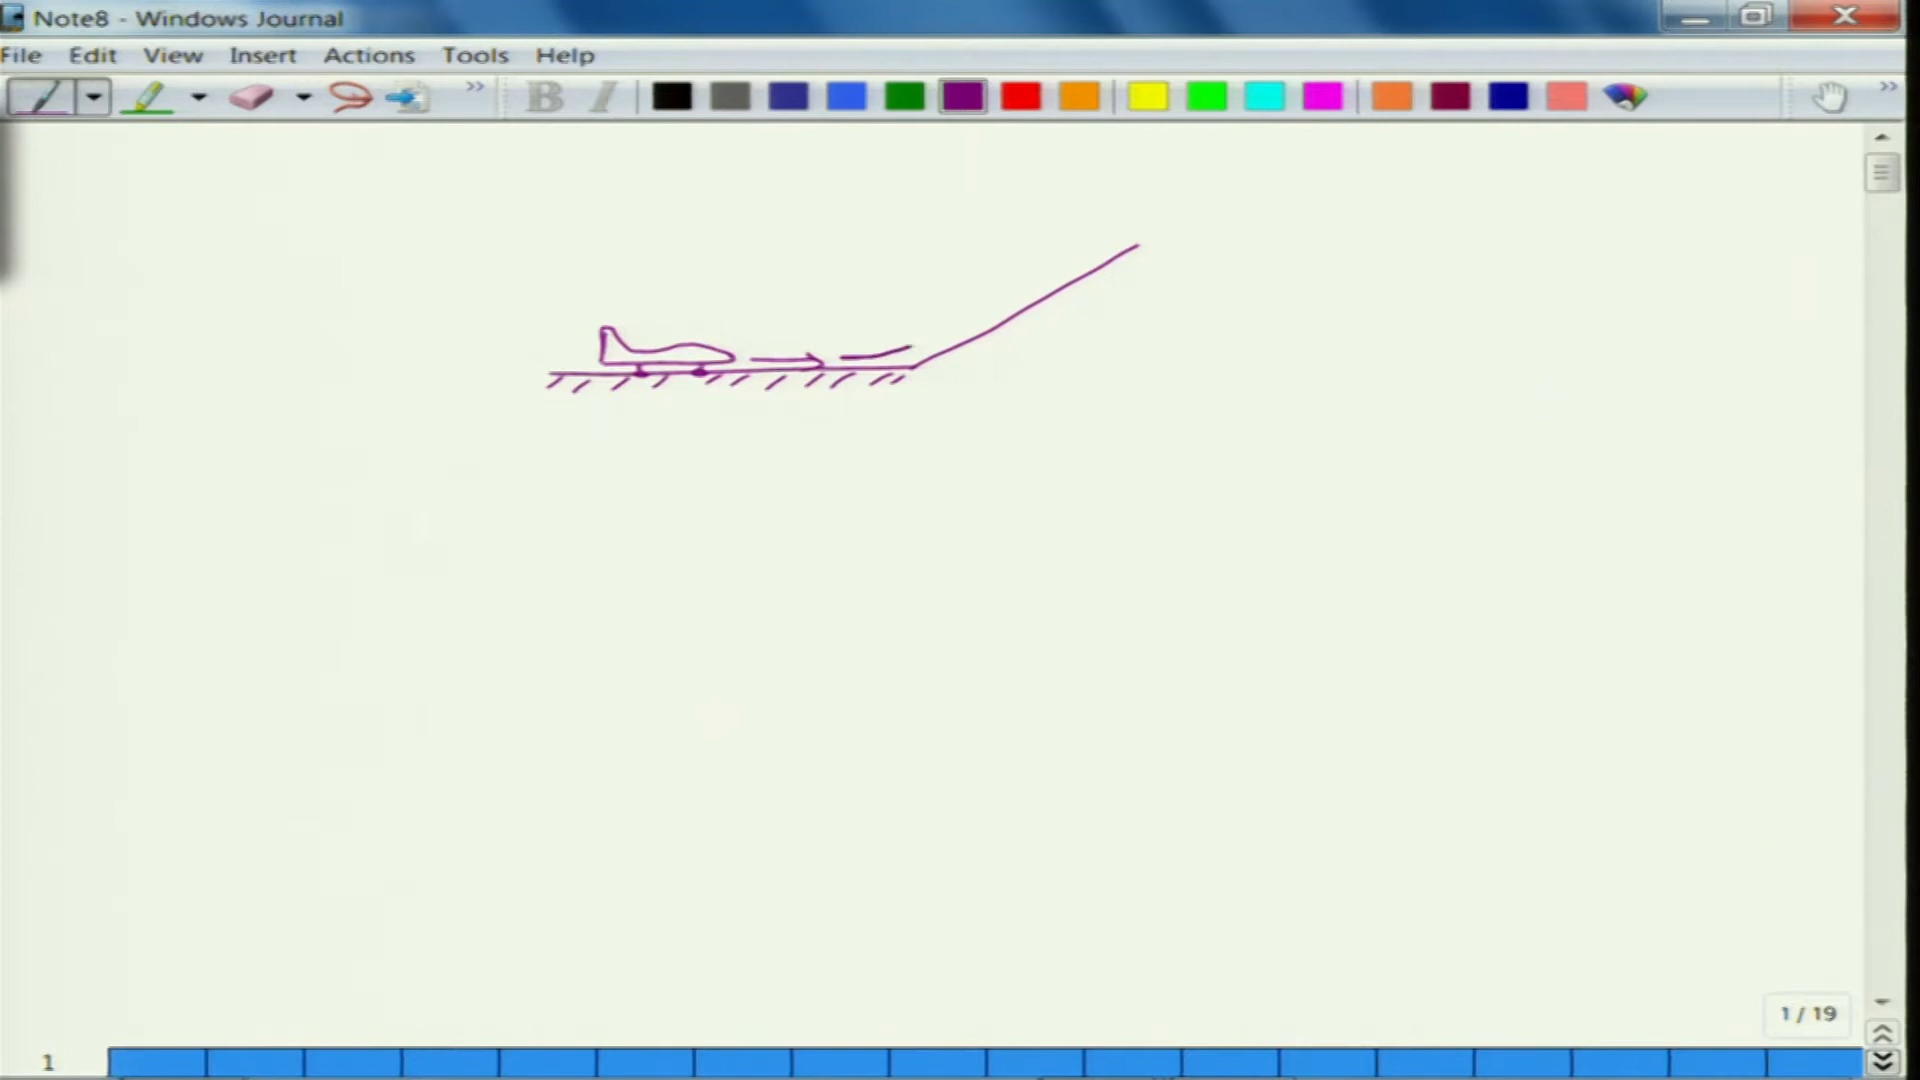 Note8 - Windows Journal
File Edit View Insert Actions Tools Help
B I
1 / 19
1